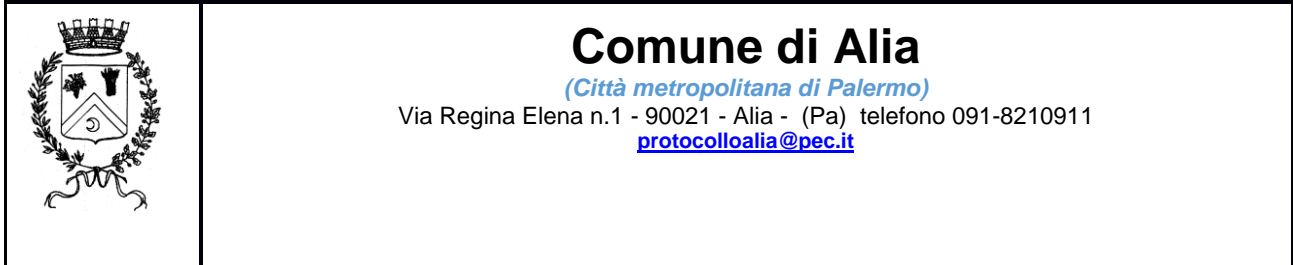 Comune di Alia
(Città metropolitana di Palermo)
Via Regina Elena n.1 - 90021 - Alia - (Pa) telefono 091-8210911
protocolloalia@pec.it